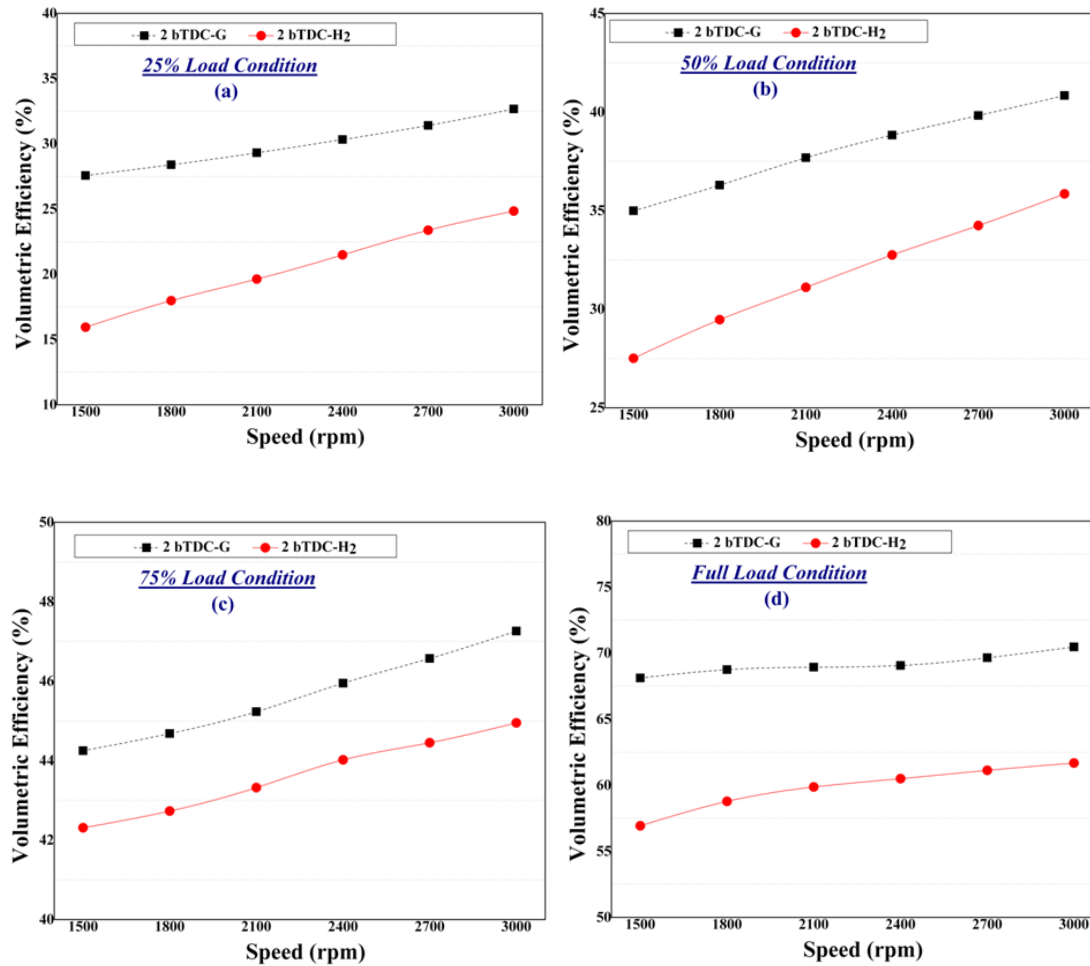 2 bTDC-G 2 bTDC-H2
25% Load Condition
(a)
Volumetric Efficiency (%)
40
35
30
25
20
15
10
1500 1800 2100 2400 2700 3000
Speed (rpm)
2 bTDC-G 2 bTDC-H2
50% Load Condition
(b)
Volumetric Efficiency (%)
45
40
35
30
25
1500 1800 2100 2400 2700 3000
Speed (rpm)
2 bTDC-G 2 bTDC-H2
75% Load Condition
(c)
Volumetric Efficiency (%)
50
48
46
44
42
40
1500 1800 2100 2400 2700 3000
Speed (rpm)
2 bTDC-G 2 bTDC-H2
Full Load Condition
(d)
Volumetric Efficiency (%)
80
75
70
65
60
55
50
1500 1800 2100 2400 2700 3000
Speed (rpm)